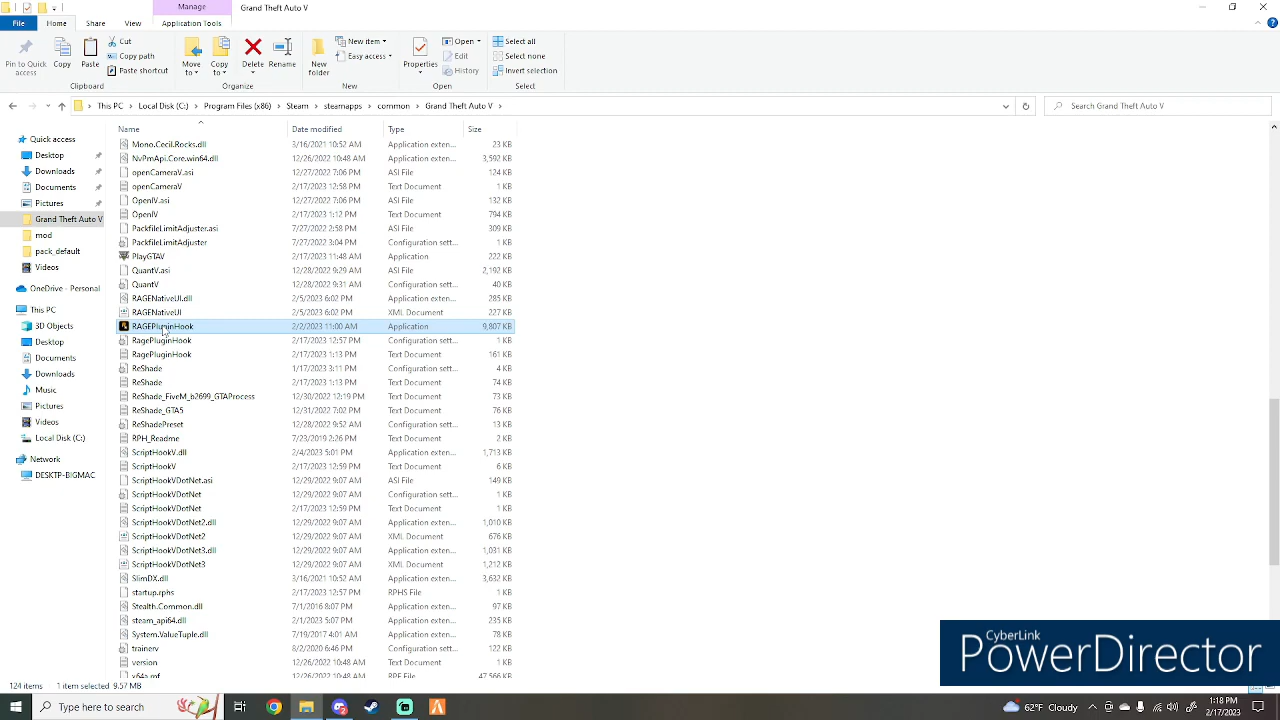 Manage
Grand Theft Auto V
File
Home
Share
View
Application Tools
Pin to Quick access
Copy
Paste
Cut
Copy path
Paste shortcut
Move to
Copy to
Delete
Rename
New folder
New item
Easy access
Properties
Open
Edit
History
Select all
Select none
Invert selection
Clipboard
Organize
New
Open
Select
This PC > Local Disk (C:) > Program Files (x86) > Steam > steamapps > common > Grand Theft Auto V >
Search Grand Theft Auto V
Quick access
Desktop
Downloads
Documents
Pictures
Grand Theft Auto V
mod
pack_default
Videos
OneDrive - Personal
This PC
3D Objects
Desktop
Documents
Downloads
Music
Pictures
Videos
Local Disk (C:)
Network
DESKTP-BIGMAC
Name Date modified Type Size
Mono.Cecil.Rocks.dll 3/16/2021 10:52 AM Application exten... 23 KB
NvPmApi.Core.win64.dll 12/26/2022 10:48 AM Application exten... 3,592 KB
openCameraV.asi 12/27/2022 7:06 PM ASI File 124 KB
openCameraV 2/17/2023 12:58 PM Text Document 1 KB
OpenIV.asi 12/27/2022 7:06 PM ASI File 132 KB
OpenIV 2/17/2023 1:12 PM Text Document 794 KB
PackfileLimitAdjuster.asi 7/27/2022 2:58 PM ASI File 309 KB
PackfileLimitAdjuster 7/27/2022 3:04 PM Configuration sett... 1 KB
PlayGTAV 2/17/2023 11:48 AM Application 222 KB
QuantV.asi 12/28/2022 9:29 AM ASI File 2,192 KB
QuantV 12/28/2022 9:31 AM Configuration sett... 40 KB
RAGENativeUI.dll 2/5/2023 6:02 PM Application exten... 285 KB
RAGENativeUI 2/5/2023 6:02 PM XML Document 227 KB
RAGEPluginHook 2/2/2023 11:00 AM Application 9,807 KB
RagePluginHook 2/17/2023 12:57 PM Configuration sett... 1 KB
RagePluginHook 2/17/2023 1:13 PM Text Document 161 KB
ReShade 1/17/2023 3:11 PM Configuration sett... 4 KB
ReShade 2/17/2023 1:13 PM Text Document 74 KB
ReShade_FiveM_b2699_GTAProcess 12/30/2022 12:19 PM Text Document 73 KB
ReShade_GTA5 12/31/2022 7:02 PM Text Document 76 KB
ReShadePreset 12/28/2022 9:52 AM Configuration sett... 13 KB
RPH_Readme 7/23/2019 2:26 PM Text Document 2 KB
ScriptHookV.dll 2/4/2023 5:01 PM Application exten... 1,713 KB
ScriptHookV 2/17/2023 12:59 PM Text Document 6 KB
ScriptHookVDotNet.asi 12/29/2022 9:07 AM ASI File 149 KB
ScriptHookVDotNet 12/29/2022 9:07 AM Configuration sett... 1 KB
ScriptHookVDotNet 2/17/2023 12:59 PM Text Document 1 KB
ScriptHookVDotNet2.dll 12/29/2022 9:07 AM Application exten... 1,010 KB
ScriptHookVDotNet2 12/29/2022 9:07 AM XML Document 676 KB
ScriptHookVDotNet3.dll 12/29/2022 9:07 AM Application exten... 1,031 KB
ScriptHookVDotNet3 12/29/2022 9:07 AM XML Document 1,212 KB
SlimDX.dll 3/16/2021 10:52 AM Application exten... 3,632 KB
startup.rphs 2/17/2023 12:57 PM RPHS File 1 KB
Stealth.Common.dll 7/1/2016 8:07 PM Application exten... 97 KB
steam_api64.dll 2/1/2023 5:07 PM Application exten... 235 KB
System.ValueTuple.dll 7/19/2017 4:01 AM Application exten... 78 KB
trainerv 8/2/2020 6:46 PM Configuration sett... 122 KB
version 12/26/2022 10:48 AM Text Document 1 KB
x64a.rpf 12/26/2022 10:48 AM RPF File 47,566 KB
124 items 1 item selected 9.57 MB
CyberLink
PowerDirector
Type here to search
62°F Cloudy
1:18 PM
2/17/2023